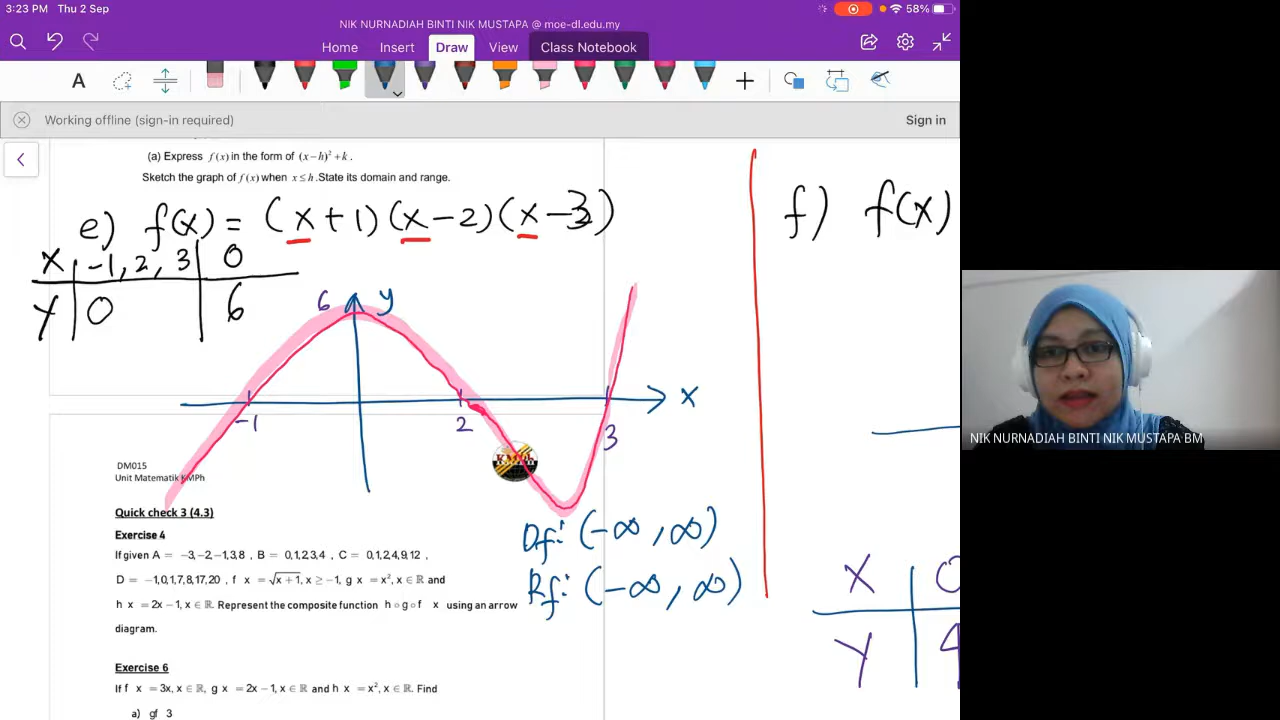 3:23 PM Thu 2 Sep
58%
NIK NURNADIAH BINTI NIK MUSTAPA @ moe-dl.edu.my
Home Insert Draw View Class Notebook
A
Working offline (sign-in required)
Sign in
(a) Express f(x) in the form of (x−h)²+k.
Sketch the graph of f(x) when x≤h.State its domain and range.
e) f(x) = (x+1)(x−2)(x−3)
f) f(x)
x -1, 2, 3 0
y 0 6
6 y
x
-1 2 3
DM015
Unit Matematik KMPh
KMPh
Df: (-∞, ∞)
Rf: (-∞, ∞)
x
y 4
Quick check 3 (4.3)
Exercise 4
If given A = −3,−2,−1,3,8 , B = 0,1,2,3,4 , C = 0,1,2,4,9,12 ,
D = −1,0,1,7,8,17,20 , f x = √x+1, x ≥ −1, g x = x², x ∈ ℝ and
h x = 2x − 1, x ∈ ℝ. Represent the composite function h ∘ g ∘ f x using an arrow
diagram.
Exercise 6
If f x = 3x, x ∈ ℝ, g x = 2x − 1, x ∈ ℝ and h x = x², x ∈ ℝ. Find
a) gf 3
NIK NURNADIAH BINTI NIK MUSTAPA BM